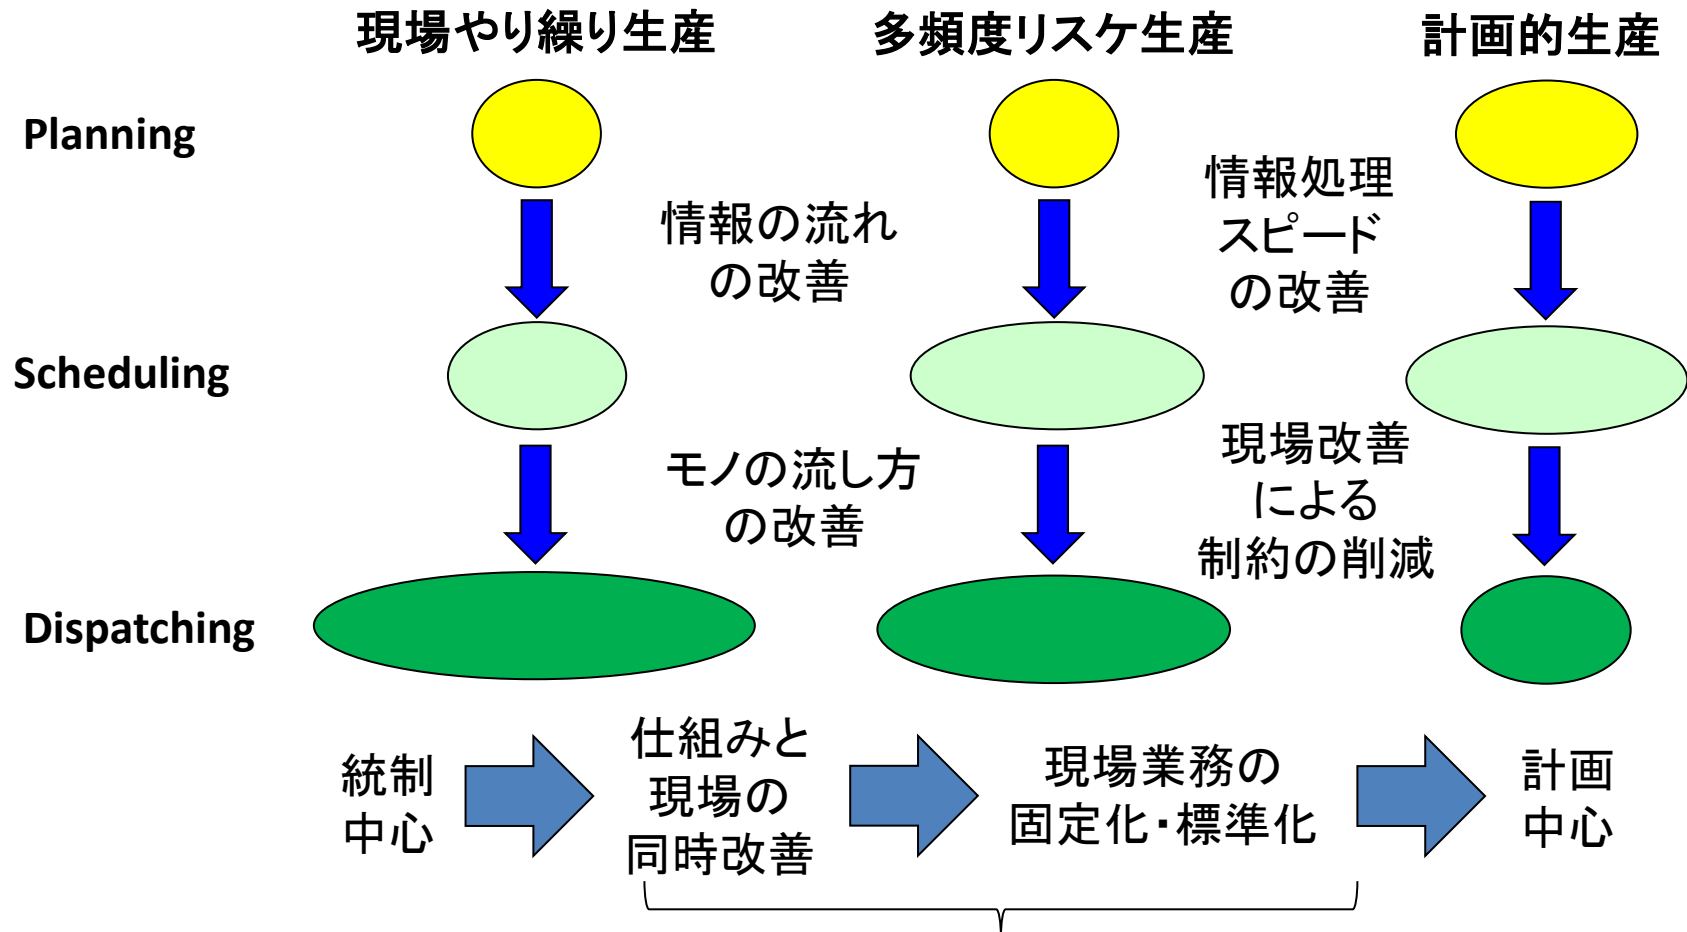 現場やり繰り生産
多頻度リスケ生産
計画的生産
Planning
情報の流れ
の改善
情報処理
スピード
の改善
Scheduling
モノの流し方
の改善
現場改善
による
制約の削減
Dispatching
統制
中心
仕組みと
現場の
同時改善
現場業務の
固定化・標準化
計画
中心